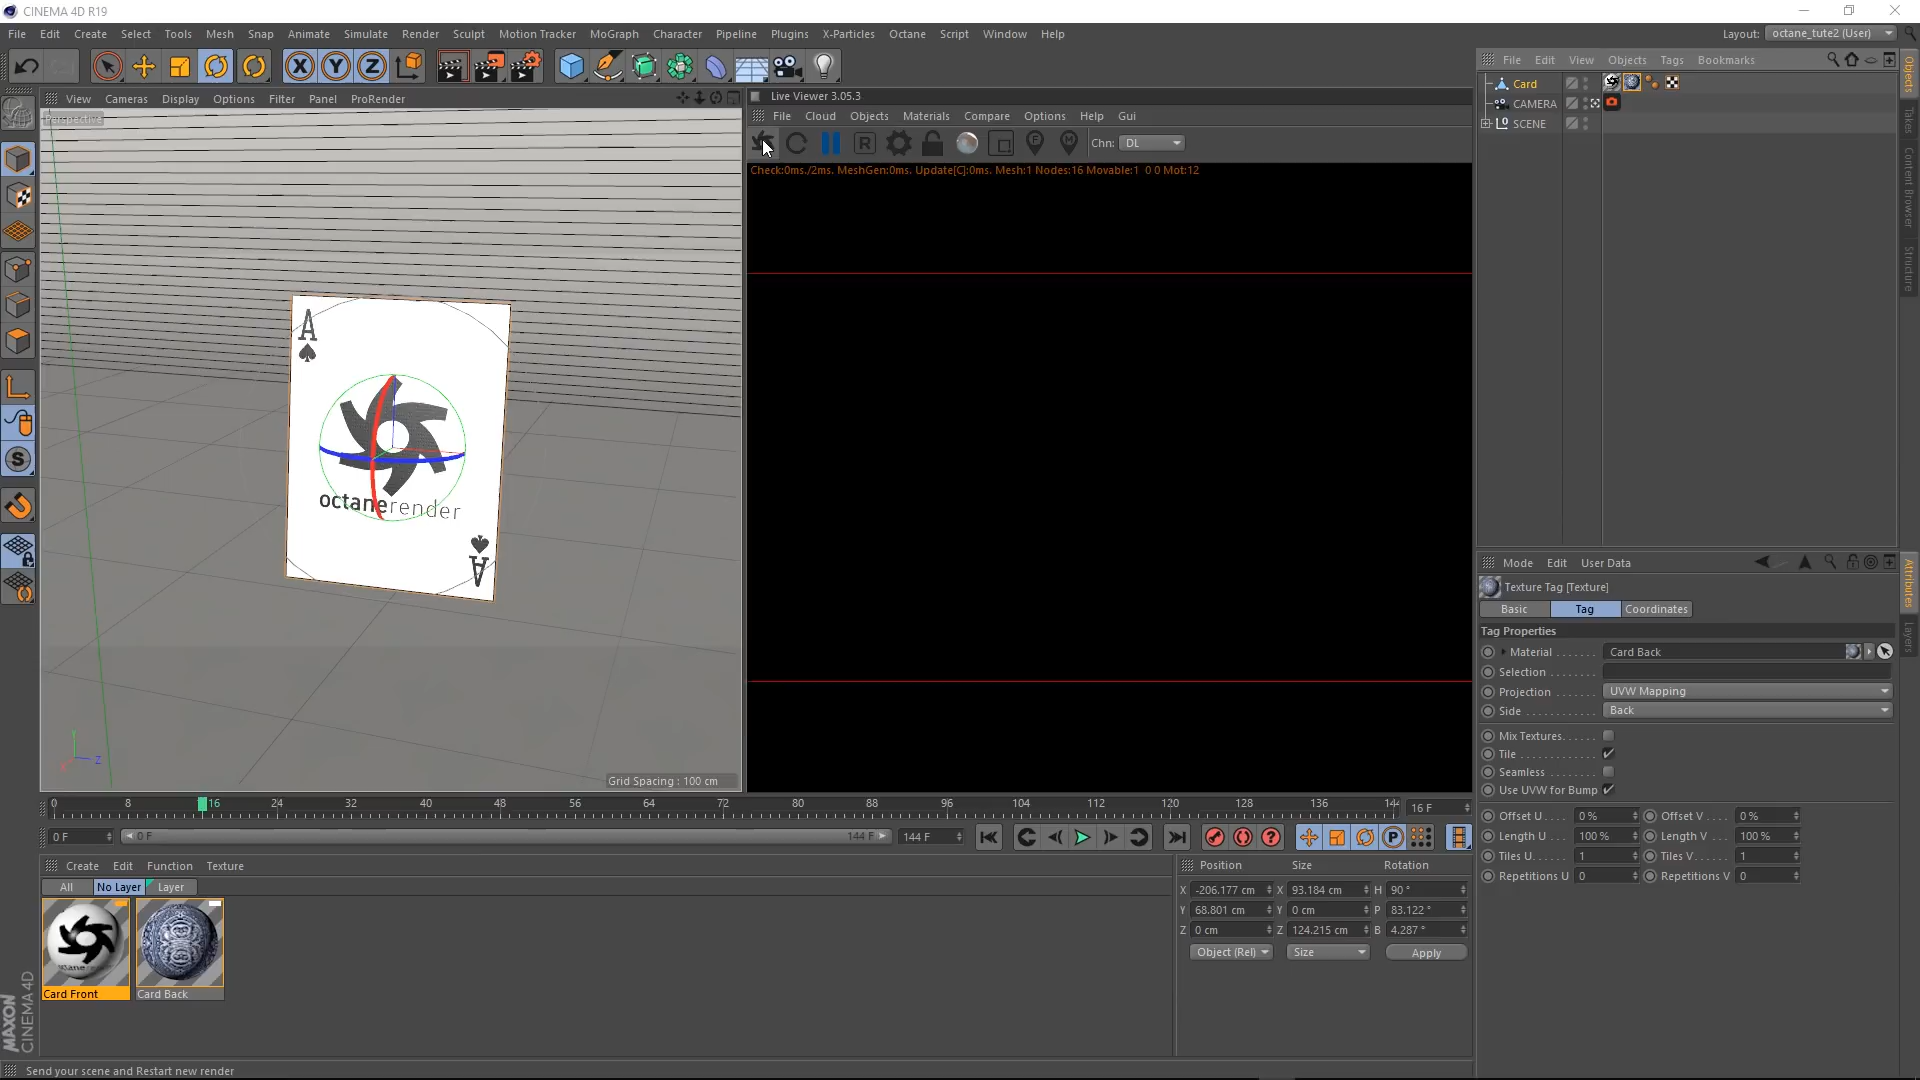 CINEMA 4D R19
File Edit Create Select Tools Mesh Snap Animate Simulate Render Sculpt Motion Tracker MoGraph Character Pipeline Plugins X-Particles Octane Script Window Help
Layout: octane_tute2 (User)
View Cameras Display Options Filter Panel ProRender
Perspective
A
octanerender
A
Grid Spacing : 100 cm
Live Viewer 3.05.3
File Cloud Objects Materials Compare Options Help Gui
R
Chn: DL
Check:0ms./2ms. MeshGen:0ms. Update[C]:0ms. Mesh:1 Nodes:16 Movable:1 0 0 Mot:12
File Edit View Objects Tags Bookmarks
Card
CAMERA
SCENE
Objects
Takes
Content Browser
Structure
Mode Edit User Data
Texture Tag [Texture]
Basic Tag Coordinates
Tag Properties
Material . . . . . . . Card Back
Selection . . . . . . . .
Projection . . . . . . . UVW Mapping
Side . . . . . . . . . . . . Back
Mix Textures. . . . . .
Tile . . . . . . . . . . . . .
Seamless . . . . . . . .
Use UVW for Bump
Offset U . . . 0 % Offset V . . . . 0 %
Length U . . . 100 % Length V . . . 100 %
Tiles U. . . . . 1 Tiles V. . . . . . 1
Repetitions U 0 Repetitions V 0
Attributes
Layers
0 8 16 24 32 40 48 56 64 72 80 88 96 104 112 120 128 136 144
16 F
0 F 0 F 144 F 144 F
Create Edit Function Texture
All No Layer Layer
Card Front
Card Back
Position Size Rotation
X -206.177 cm X 93.184 cm H 90 °
Y 68.801 cm Y 0 cm P 83.122 °
Z 0 cm Z 124.215 cm B 4.287 °
Object (Rel) Size Apply
MAXON
CINEMA 4D
Send your scene and Restart new render